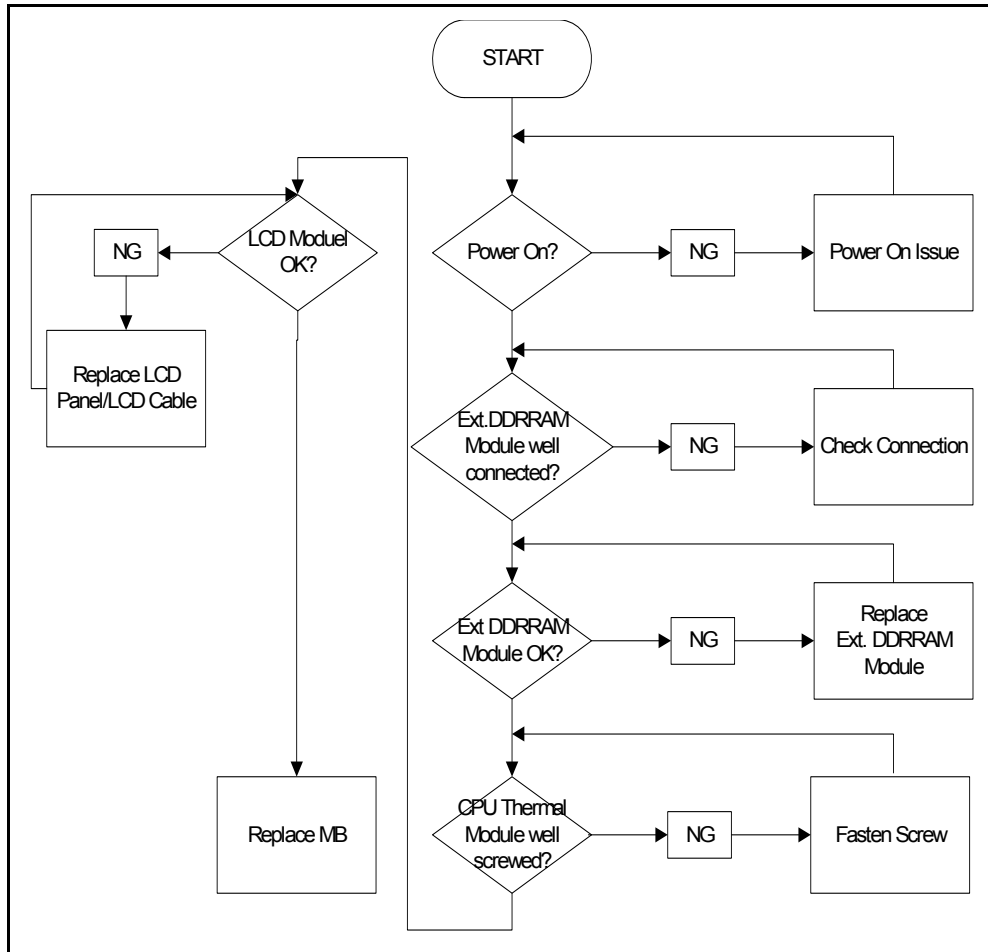 START
Power On?
NG
Power On Issue
Ext.DDRRAM
Module well
connected?
NG
Check Connection
Ext DDRRAM
Module OK?
NG
Replace
Ext. DDRRAM
Module
CPU Thermal
Module well
screwed?
NG
Fasten Screw
LCD Moduel
OK?
NG
Replace LCD
Panel/LCD Cable
Replace MB